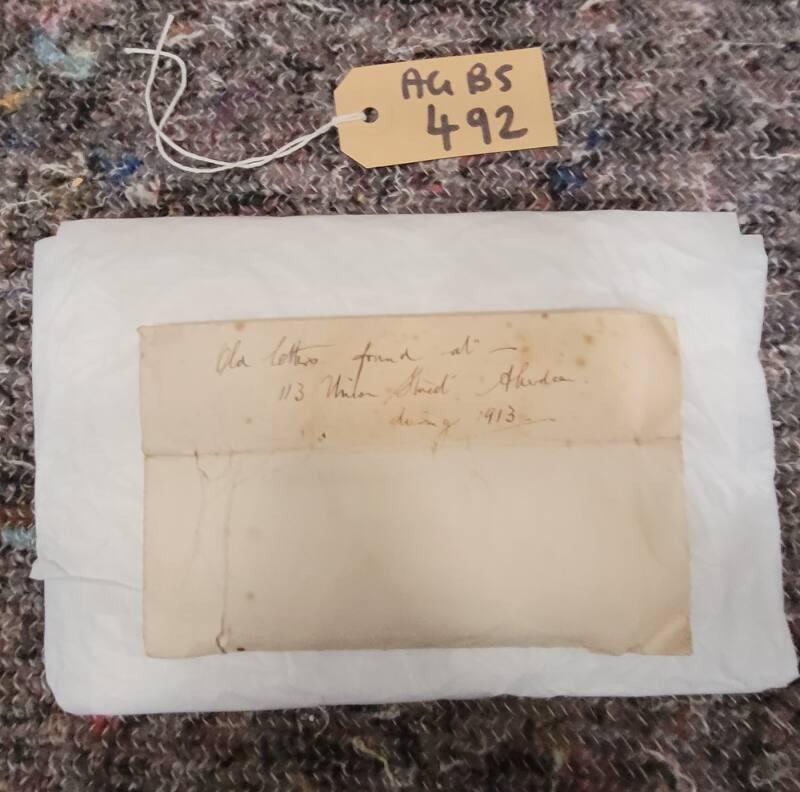 AG BS
492
Old letters found at —
113 Union Street, Aberdeen.
during 1913